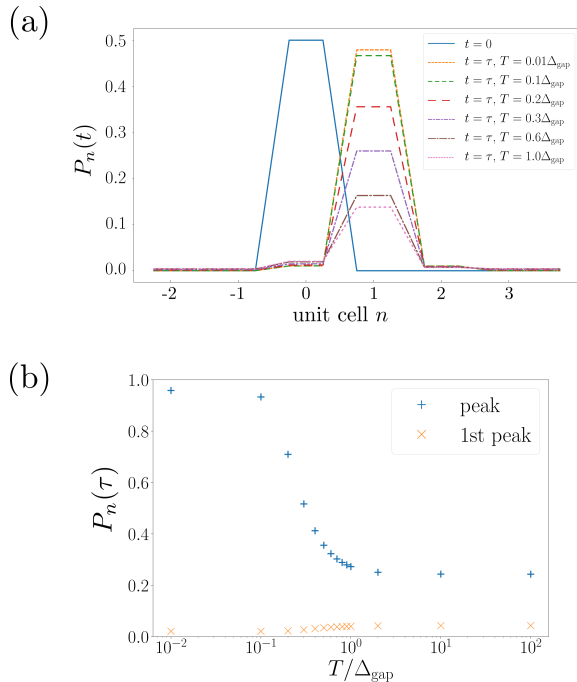 (a)
0.5
0.4
0.3
0.2
0.1
0.0
P_n(t)
-2 -1 0 1 2 3
unit cell n
t = 0
t = τ, T = 0.01Δ_gap
t = τ, T = 0.1Δ_gap
t = τ, T = 0.2Δ_gap
t = τ, T = 0.3Δ_gap
t = τ, T = 0.6Δ_gap
t = τ, T = 1.0Δ_gap
(b)
1.0
0.8
0.6
0.4
0.2
0.0
P_n(τ)
10^-2 10^-1 10^0 10^1 10^2
T/Δ_gap
peak
1st peak